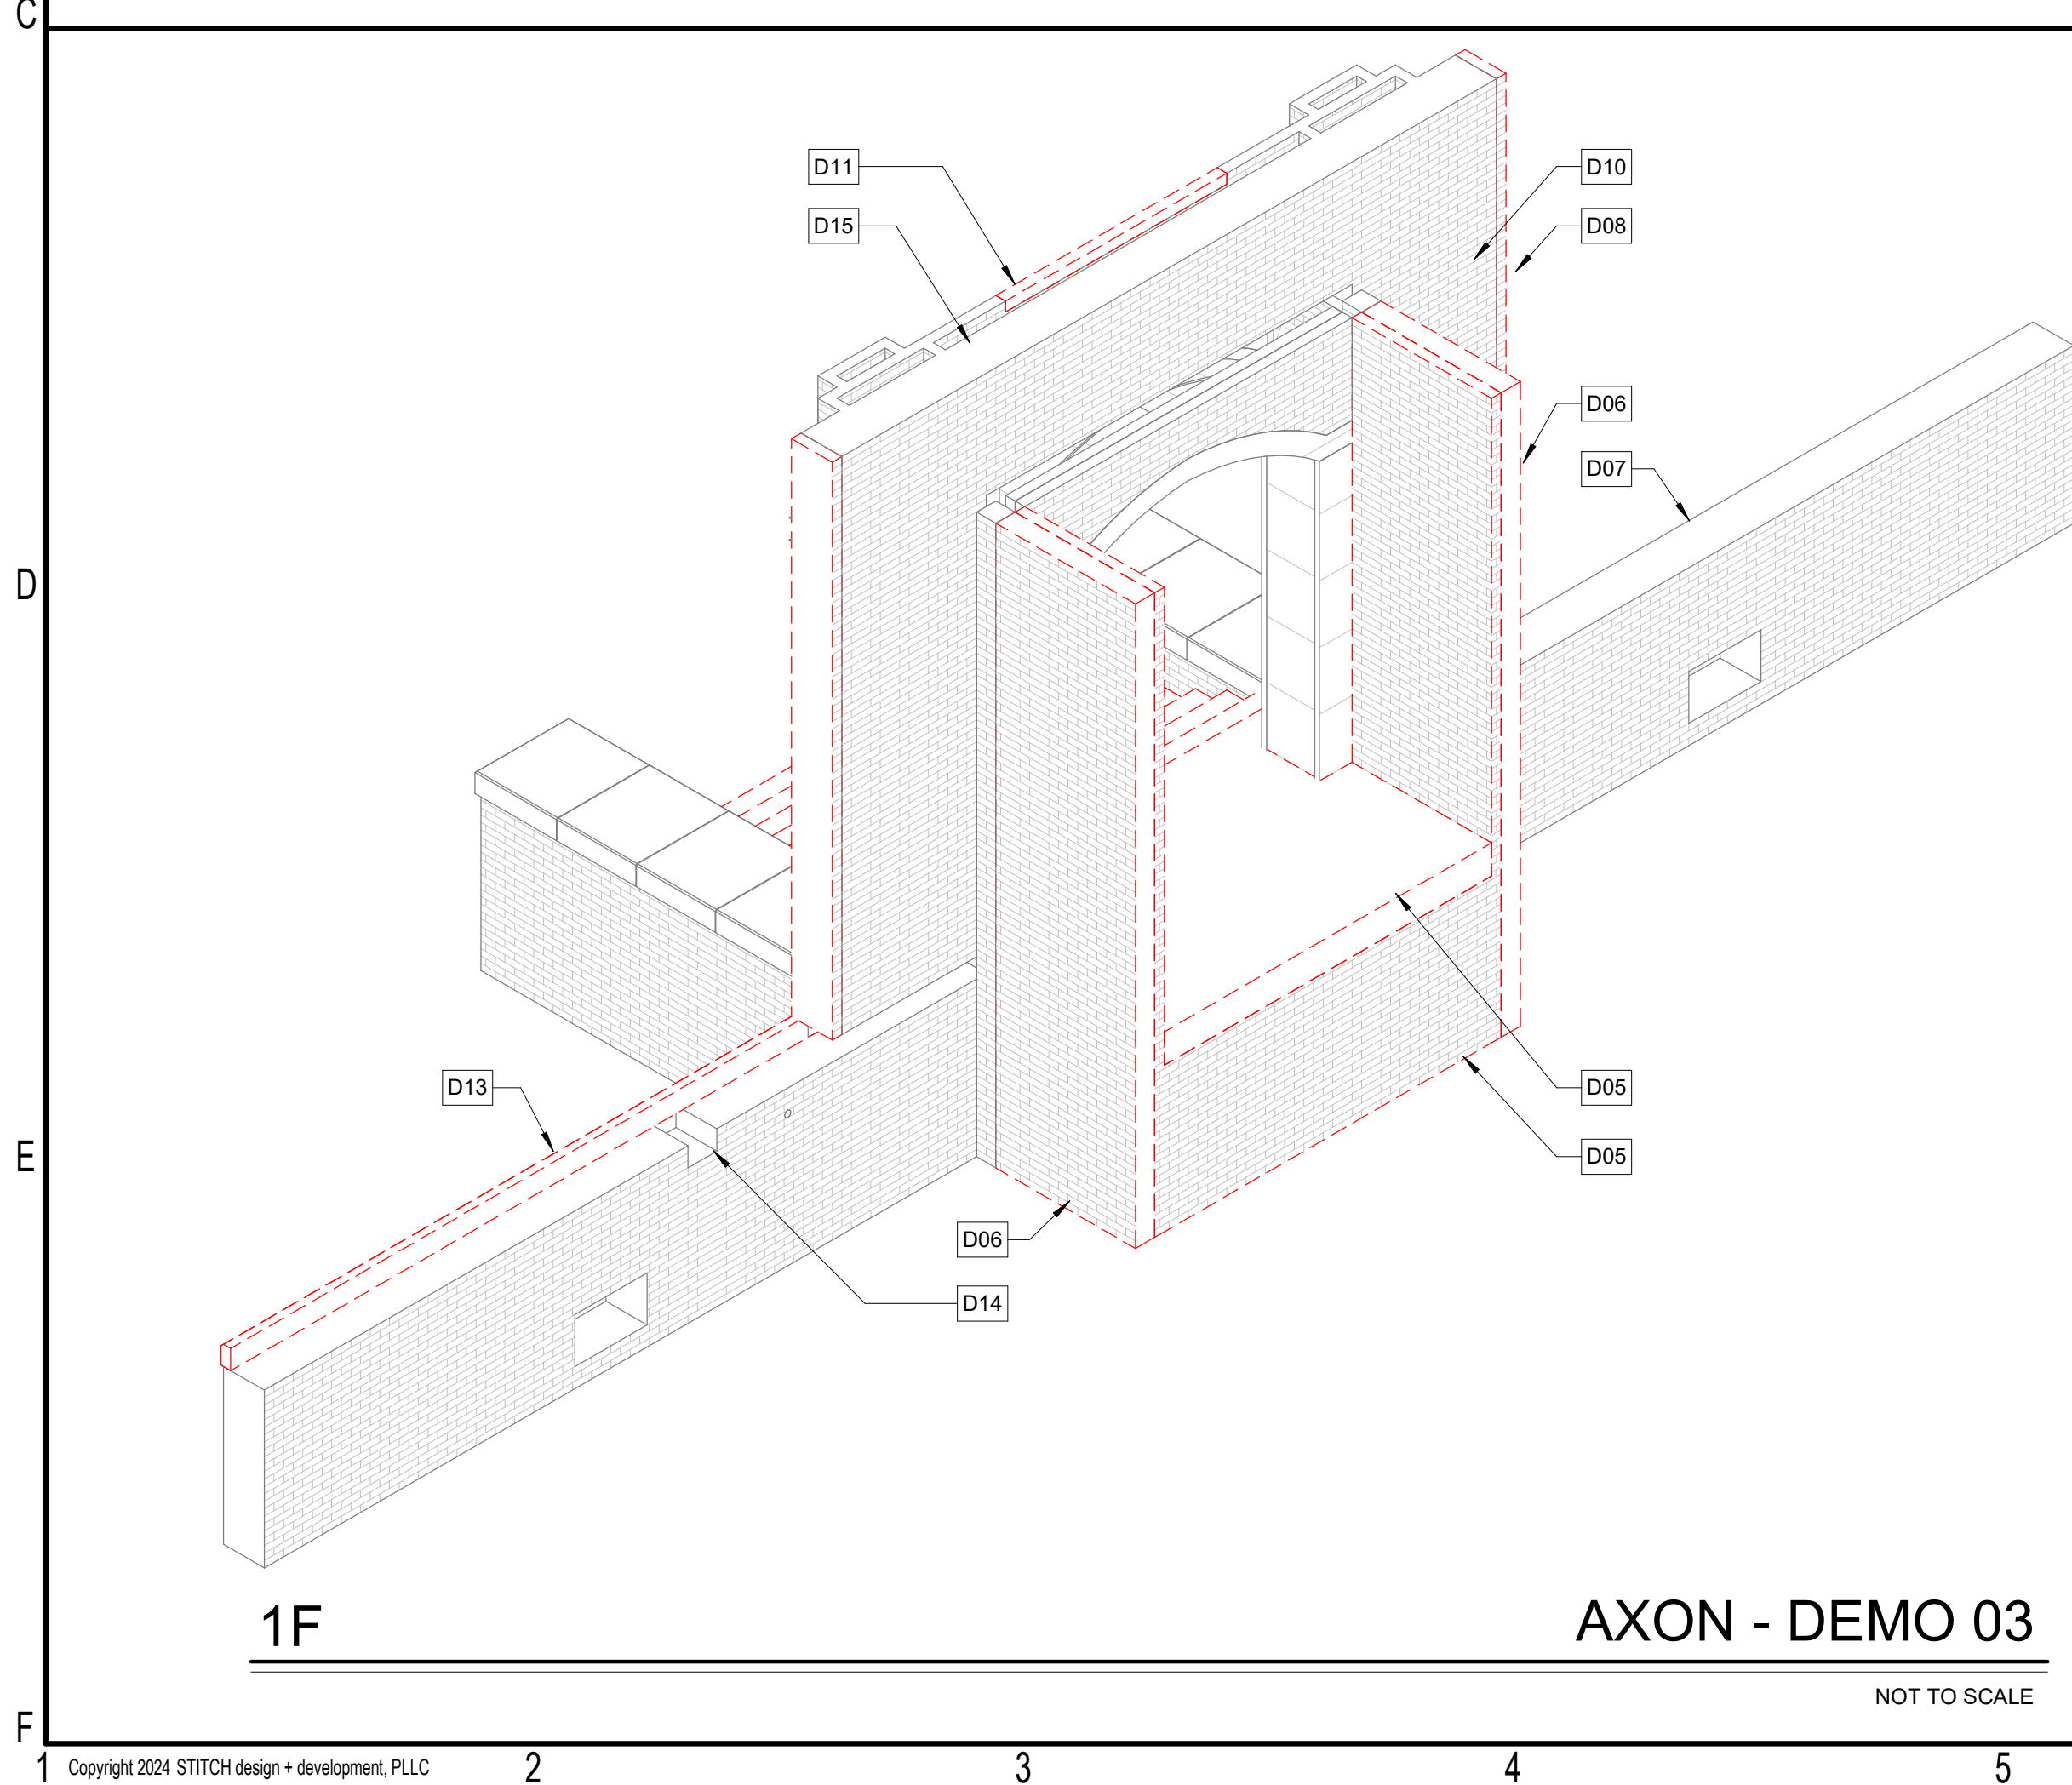 C
D11
D10
D15
D08
D06
D07
D
D13
D05
E
D05
D06
D14
1F
AXON - DEMO 03
NOT TO SCALE
F
1
Copyright 2024 STITCH design + development, PLLC
2
3
4
5